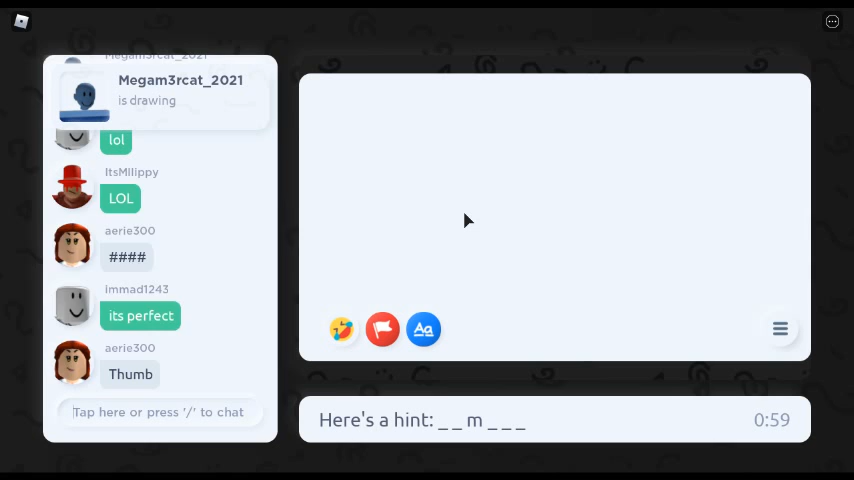 Megam3rcat_2021
Megam3rcat_2021
is drawing
lol
ItsMllippy
LOL
aerie300
####
Immad1243
its perfect
aerie300
Thumb
Tap here or press '/' to chat
Aa
Here's a hint: _ _ m _ _ _
0:59